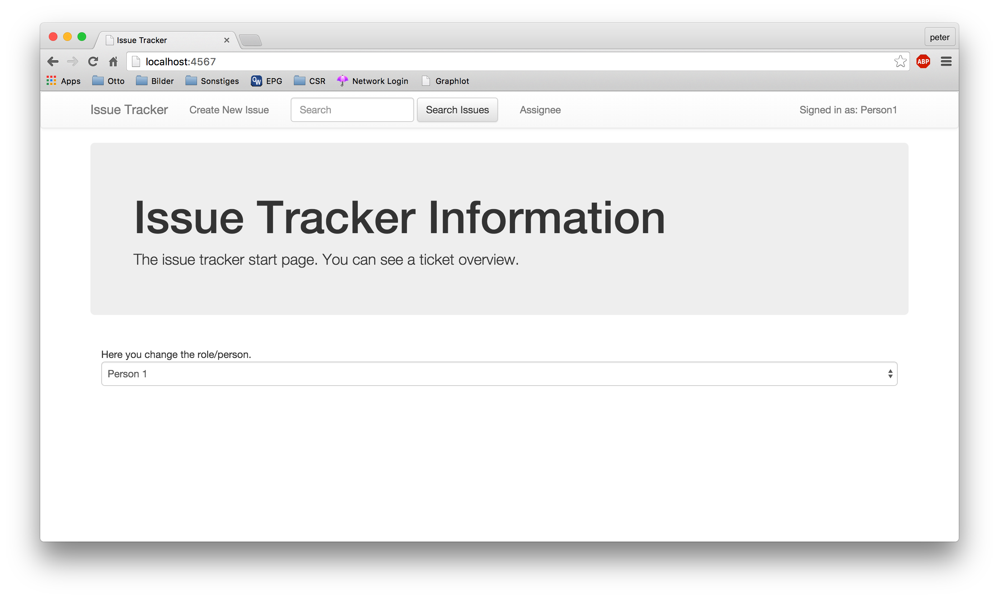 Issue Tracker
peter
localhost:4567
ABP
Apps Otto Bilder Sonstiges OW EPG CSR Network Login Graphlot
Issue Tracker Create New Issue Search Search Issues Assignee Signed in as: Person1
Issue Tracker Information
The issue tracker start page. You can see a ticket overview.
Here you change the role/person.
Person 1